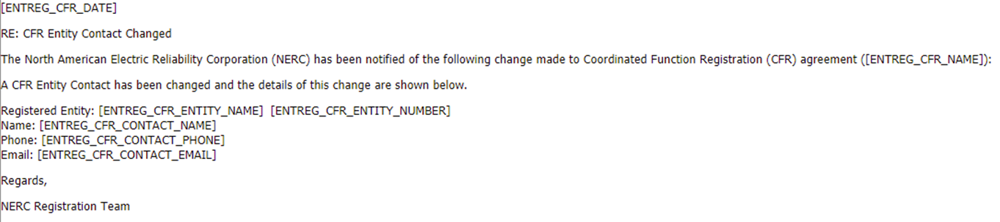 [ENTREG_CFR_DATE]
RE: CFR Entity Contact Changed
The North American Electric Reliability Corporation (NERC) has been notified of the following change made to Coordinated Function Registration (CFR) agreement ([ENTREG_CFR_NAME]):
A CFR Entity Contact has been changed and the details of this change are shown below.
Registered Entity: [ENTREG_CFR_ENTITY_NAME]  [ENTREG_CFR_ENTITY_NUMBER]
Name: [ENTREG_CFR_CONTACT_NAME]
Phone: [ENTREG_CFR_CONTACT_PHONE]
Email: [ENTREG_CFR_CONTACT_EMAIL]
Regards,
NERC Registration Team